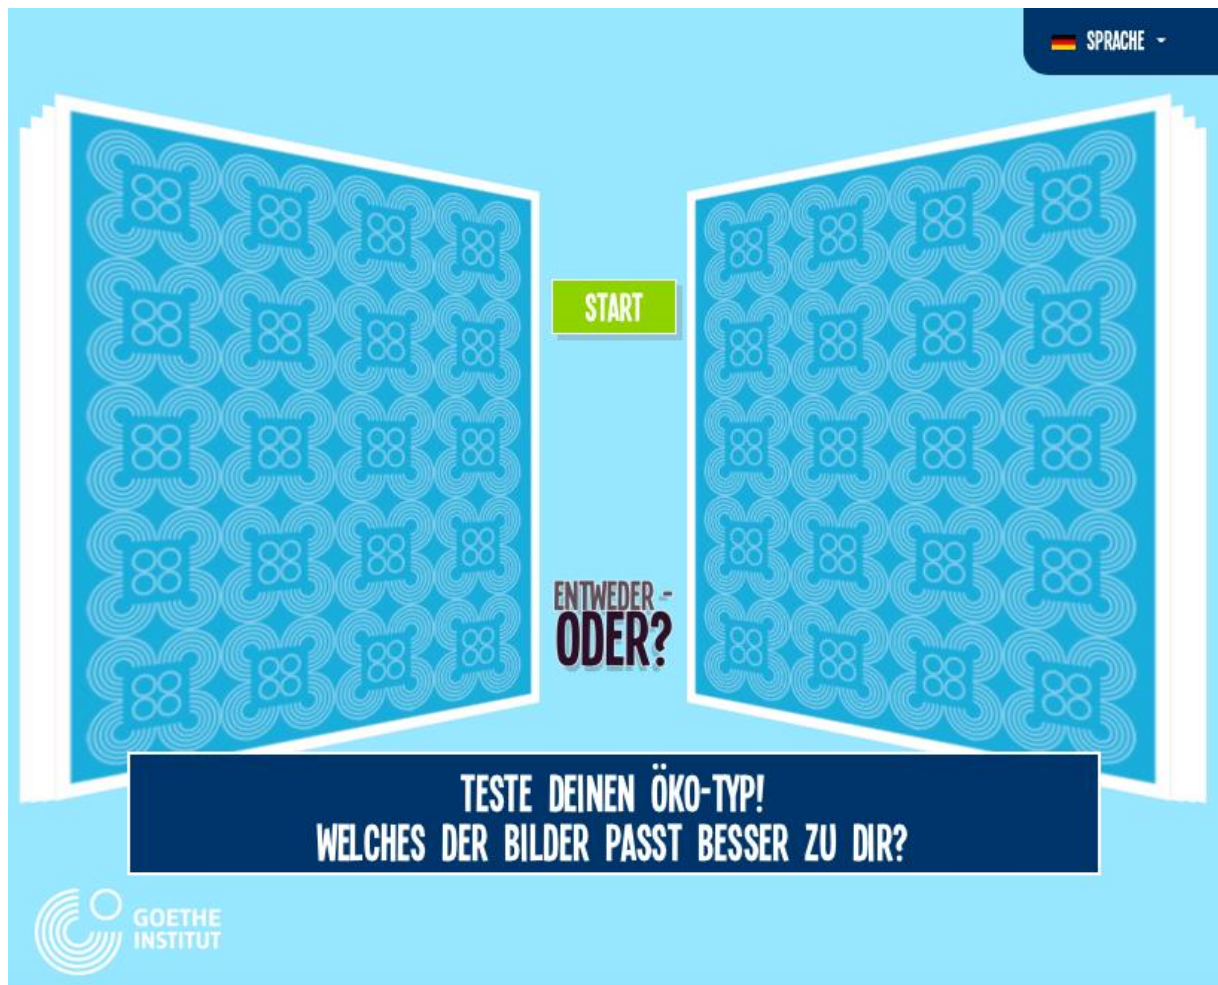 SPRACHE
START
ENTWEDER -
ODER?
TESTE DEINEN ÖKO-TYP!
WELCHES DER BILDER PASST BESSER ZU DIR?
GOETHE
INSTITUT